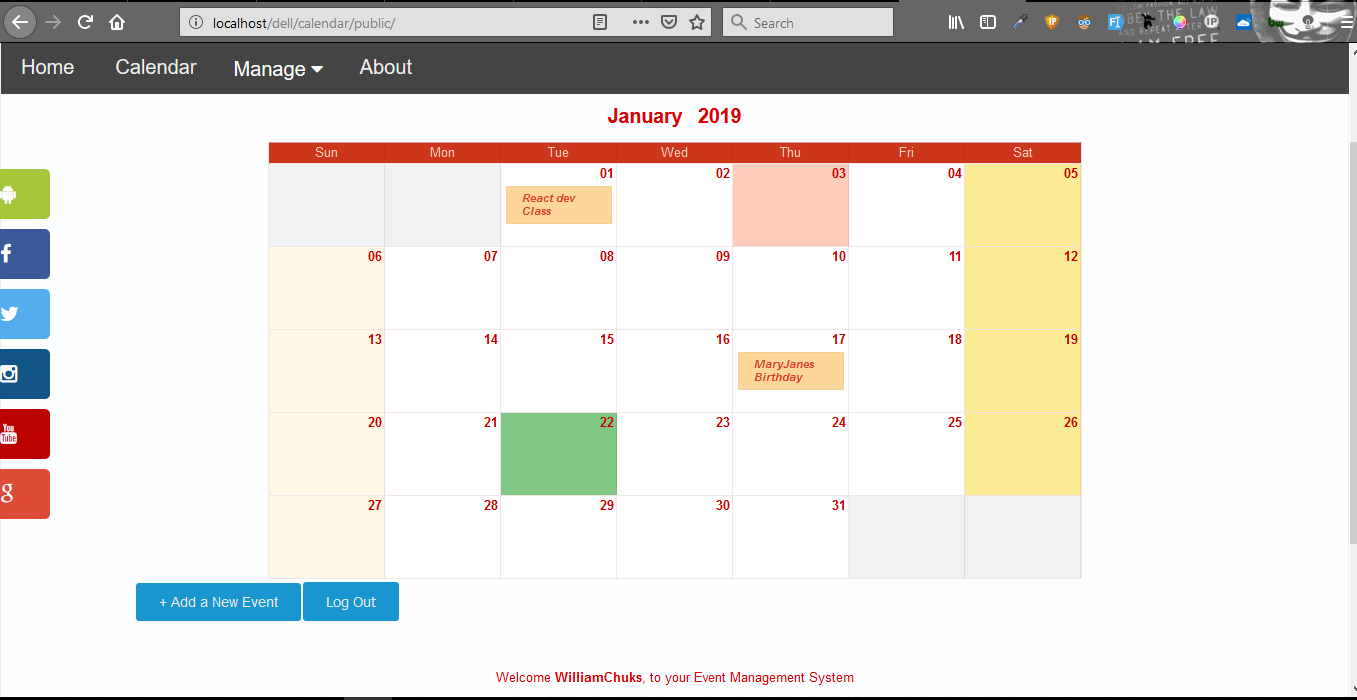 localhost/dell/calendar/public/
Search
Home Calendar Manage About
January 2019
Sun Mon Tue Wed Thu Fri Sat
01 02 03 04 05
React dev
Class
06 07 08 09 10 11 12
13 14 15 16 17 18 19
MaryJanes
Birthday
20 21 22 23 24 25 26
27 28 29 30 31
f
You
Tube
g
+ Add a New Event Log Out
Welcome WilliamChuks, to your Event Management System